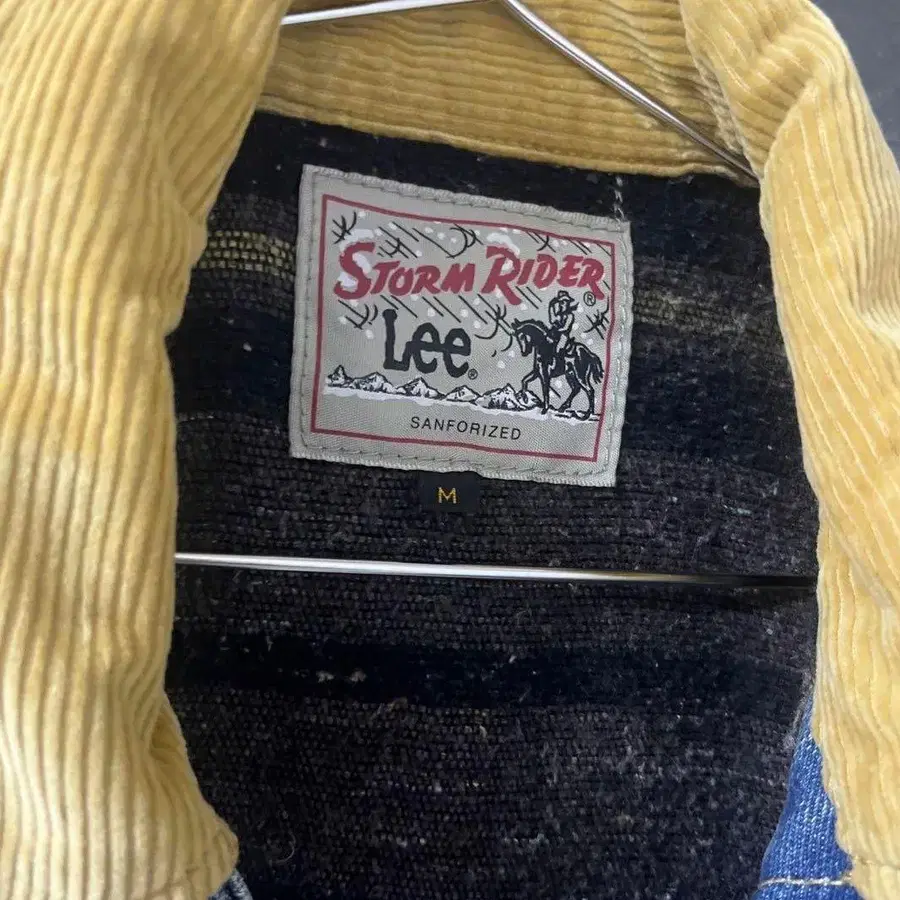 STORM RIDER
®
Lee®
SANFORIZED
M